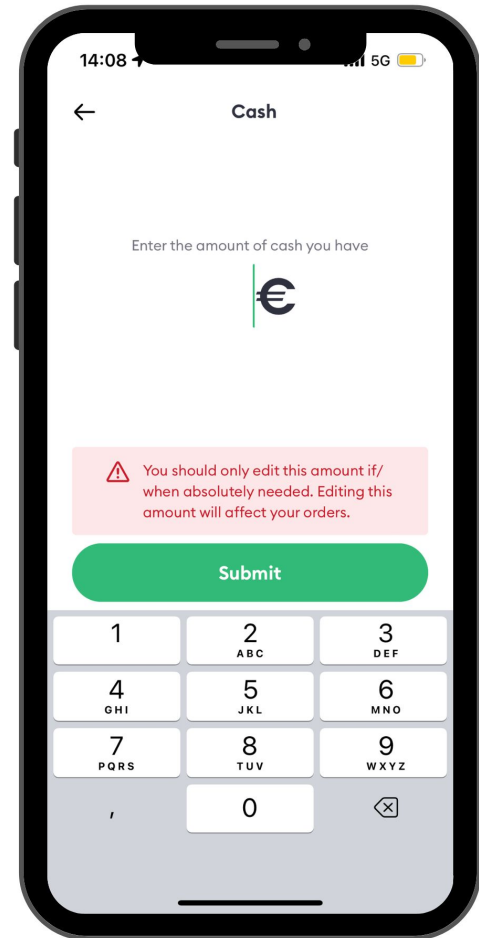 14:08 5G
Cash
Enter the amount of cash you have
€
You should only edit this amount if/
when absolutely needed. Editing this
amount will affect your orders.
Submit
1 2 3
ABC DEF
4 5 6
GHI JKL MNO
7 8 9
PQRS TUV WXYZ
, 0